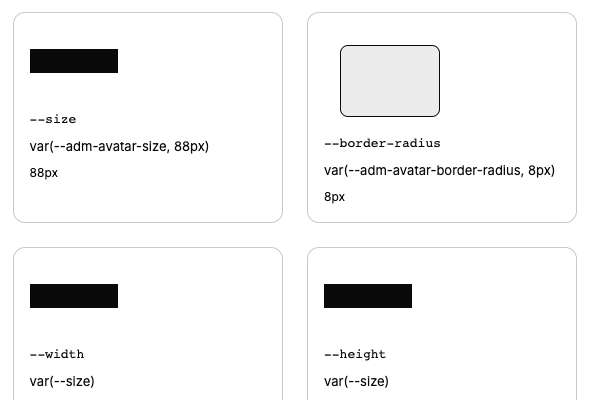 --size
var(--adm-avatar-size, 88px)
88px
--border-radius
var(--adm-avatar-border-radius, 8px)
8px
--width
var(--size)
--height
var(--size)